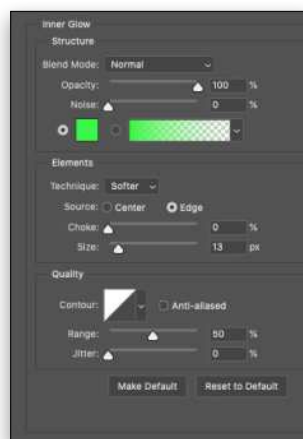 Inner Glow
Structure
Blend Mode: Normal
Opacity: 100 %
Noise: 0 %
Elements
Technique: Softer
Source: Center Edge
Choke: 0 %
Size: 13 px
Quality
Contour: Anti-aliased
Range: 50 %
Jitter: 0 %
Make Default Reset to Default